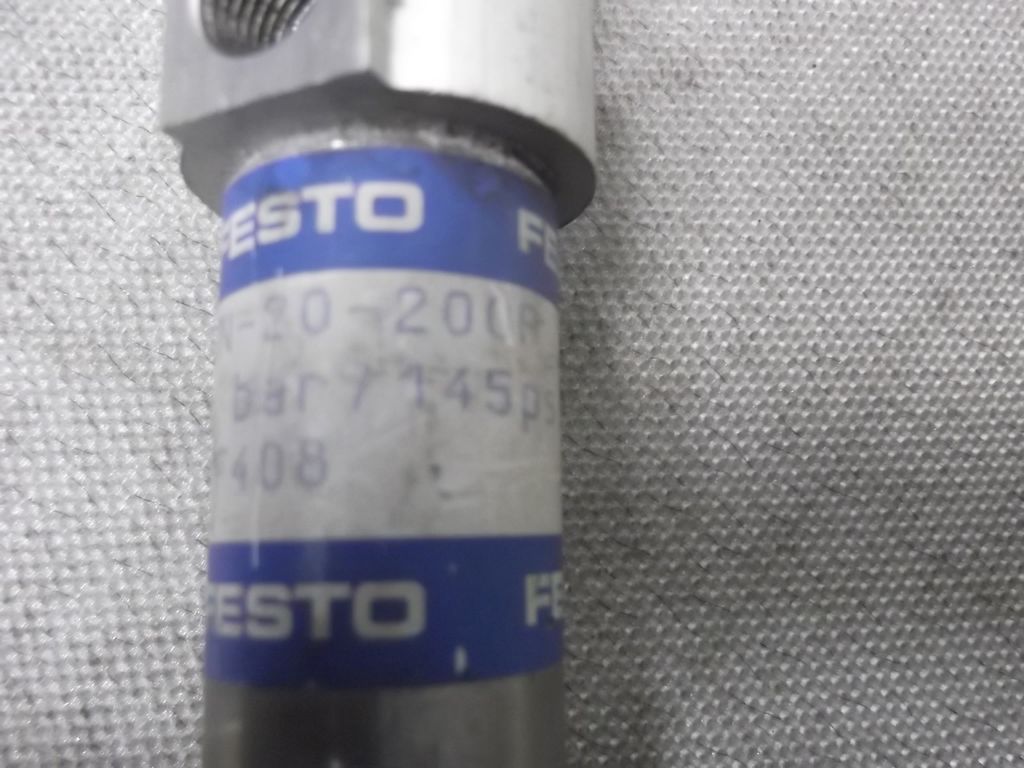 FESTO FE
-20-200
bar / 145ps
408
FESTO FE